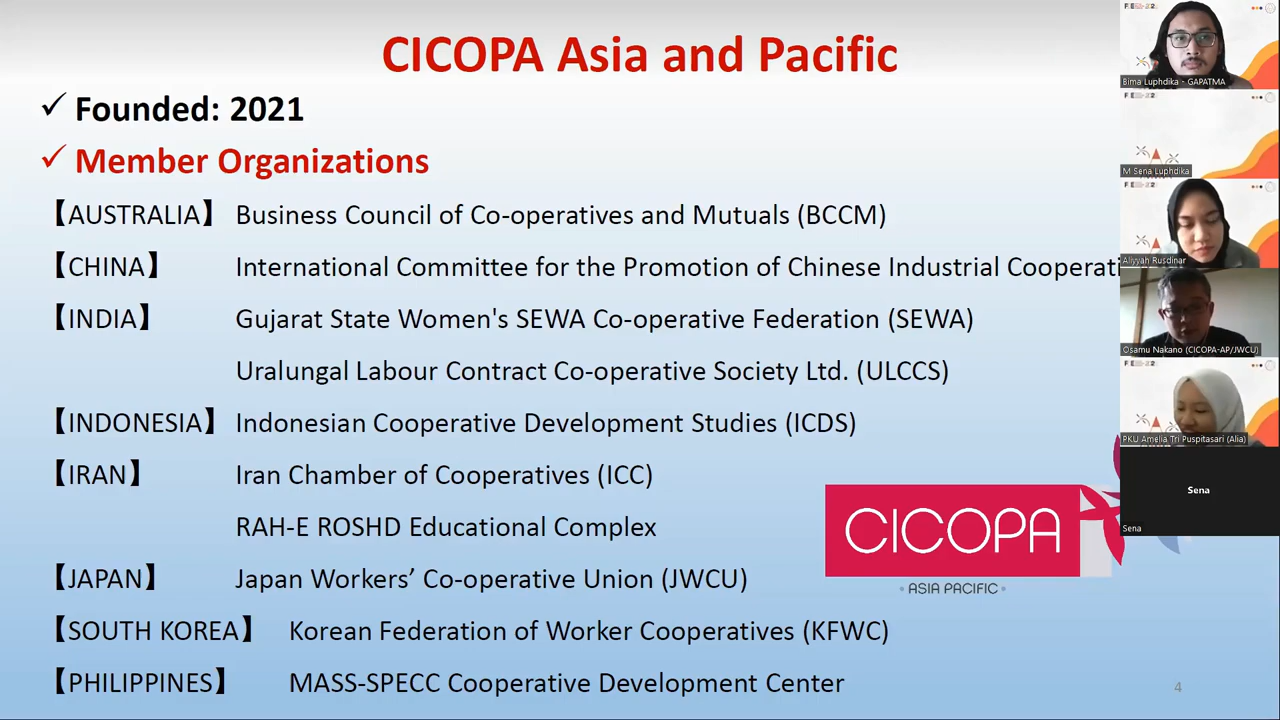 CICOPA Asia and Pacific
✓ Founded: 2021
✓ Member Organizations
【AUSTRALIA】 Business Council of Co-operatives and Mutuals (BCCM)
【CHINA】 International Committee for the Promotion of Chinese Industrial Cooperati
【INDIA】 Gujarat State Women's SEWA Co-operative Federation (SEWA)
Uralungal Labour Contract Co-operative Society Ltd. (ULCCS)
【INDONESIA】 Indonesian Cooperative Development Studies (ICDS)
【IRAN】 Iran Chamber of Cooperatives (ICC)
RAH-E ROSHD Educational Complex
【JAPAN】 Japan Workers’ Co-operative Union (JWCU)
【SOUTH KOREA】 Korean Federation of Worker Cooperatives (KFWC)
【PHILIPPINES】 MASS-SPECC Cooperative Development Center
CICOPA
• ASIA PACIFIC •
4
Bima Luphdika - GAPATMA
M Sena Luphdika
Aliyyah Rusdinar
Osamu Nakano (CICOPA-AP/JWCU)
PKU Amelia Tri Puspitasari (Alia)
Sena
Sena